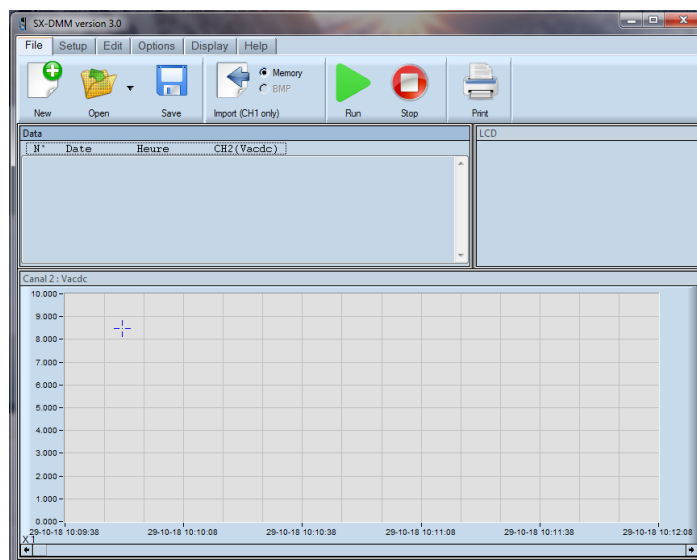 SX-DMM version 3.0
File Setup Edit Options Display Help
Memory
BMP
New Open Save Import (CH1 only) Run Stop Print
Data
LCD
N° Date Heure CH2(Vacdc)
Canal 2 : Vacdc
10.000
9.000
8.000
7.000
6.000
5.000
4.000
3.000
2.000
1.000
0.000
29-10-18 10:09:38 29-10-18 10:10:08 29-10-18 10:10:38 29-10-18 10:11:08 29-10-18 10:11:38 29-10-18 10:12:08
X1